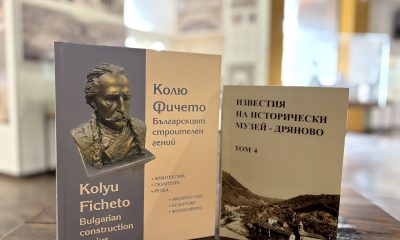 Колю
Фичето
Българският
строителен
гений
• АРХИТЕКТУРА
• СКУЛПТУРА
• РЕЗБА
• ARCHITECTURE
• SCULPTURE
• WOODCARVING
Kolyu
Ficheto
Bulgarian
construction
ИЗВЕСТИЯ
НА ИСТОРИЧЕСКИ
МУЗЕЙ - ДРЯНОВО
ТОМ 4